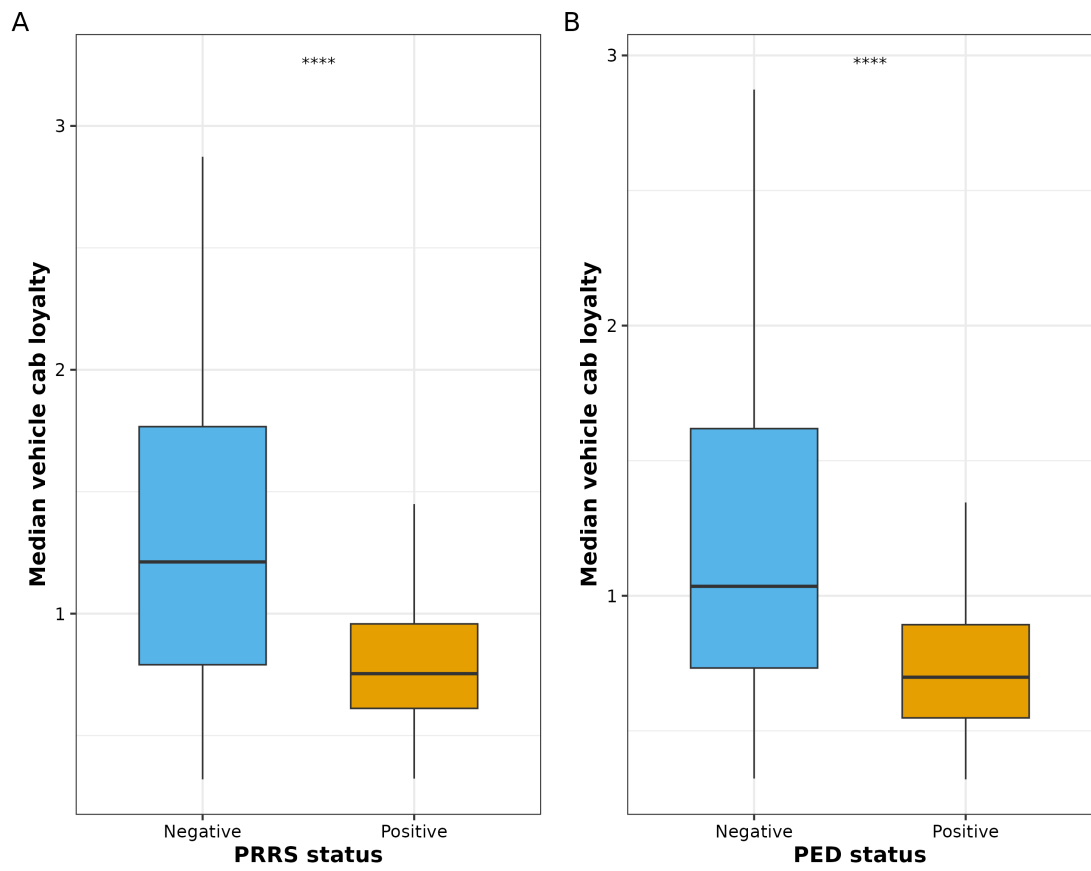 A
****
3
2
1
Median vehicle cab loyalty
Negative Positive
PRRS status
B
****
3
2
1
Median vehicle cab loyalty
Negative Positive
PED status